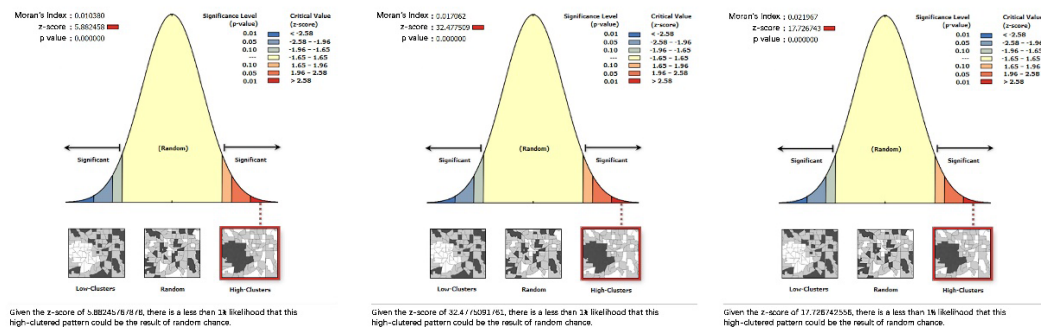 Moran's Index : 0.010380
z-score : 5.882458
p value : 0.000000
Significance Level (p-value)
Critical Value (z-score)
0.01 < -2.58
0.05 -2.58 – -1.96
0.10 -1.96 – -1.65
--- -1.65 – 1.65
0.10 1.65 – 1.96
0.05 1.96 – 2.58
0.01 > 2.58
Significant
(Random)
Significant
Low-Clusters
Random
High-Clusters
Given the z-score of 5.88245767878, there is a less than 1% likelihood that this
high-clutered pattern could be the result of random chance.
Moran's Index : 0.017062
z-score : 32.477509
p value : 0.000000
Significance Level (p-value)
Critical Value (z-score)
0.01 < -2.58
0.05 -2.58 – -1.96
0.10 -1.96 – -1.65
--- -1.65 – 1.65
0.10 1.65 – 1.96
0.05 1.96 – 2.58
0.01 > 2.58
Significant
(Random)
Significant
Low-Clusters
Random
High-Clusters
Given the z-score of 32.4775091761, there is a less than 1% likelihood that this
high-clutered pattern could be the result of random chance.
Moran's Index : 0.021967
z-score : 17.726743
p value : 0.000000
Significance Level (p-value)
Critical Value (z-score)
0.01 < -2.58
0.05 -2.58 – -1.96
0.10 -1.96 – -1.65
--- -1.65 – 1.65
0.10 1.65 – 1.96
0.05 1.96 – 2.58
0.01 > 2.58
Significant
(Random)
Significant
Low-Clusters
Random
High-Clusters
Given the z-score of 17.726742556, there is a less than 1% likelihood that this
high-clutered pattern could be the result of random chance.